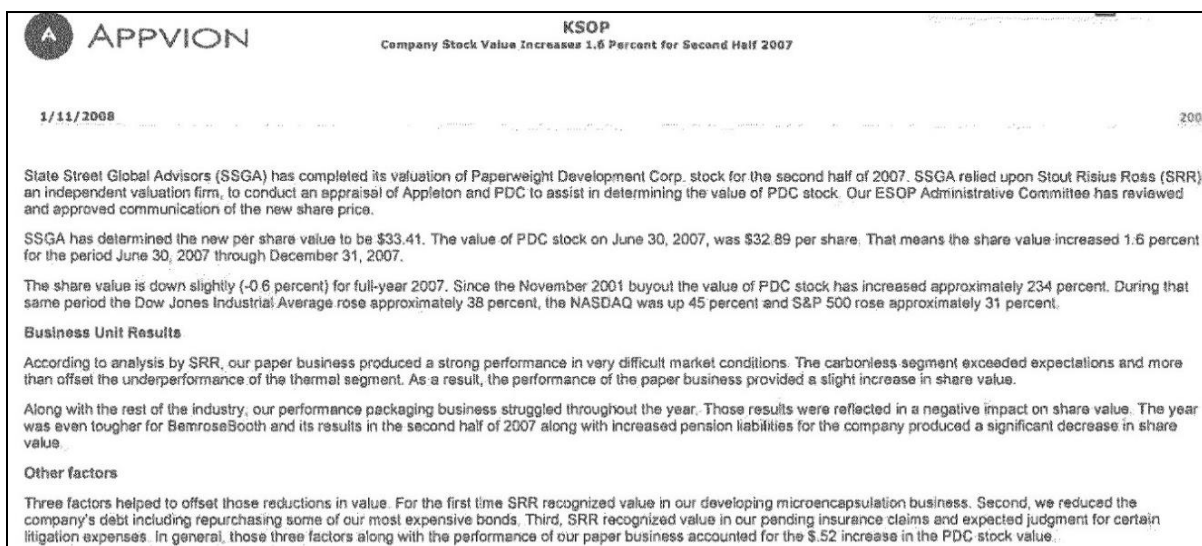 A APPVION
KSOP
Company Stock Value Increases 1.6 Percent for Second Half 2007
1/11/2008
200
State Street Global Advisors (SSGA) has completed its valuation of Paperweight Development Corp. stock for the second half of 2007. SSGA relied upon Stout Risius Ross (SRR)
an independent valuation firm, to conduct an appraisal of Appleton and PDC to assist in determining the value of PDC stock. Our ESOP Administrative Committee has reviewed
and approved communication of the new share price.
SSGA has determined the new per share value to be $33.41. The value of PDC stock on June 30, 2007, was $32.89 per share. That means the share value increased 1.6 percent
for the period June 30, 2007 through December 31, 2007.
The share value is down slightly (-0.6 percent) for full-year 2007. Since the November 2001 buyout the value of PDC stock has increased approximately 234 percent. During that
same period the Dow Jones Industrial Average rose approximately 38 percent, the NASDAQ was up 45 percent and S&P 500 rose approximately 31 percent.
Business Unit Results
According to analysis by SRR, our paper business produced a strong performance in very difficult market conditions. The carbonless segment exceeded expectations and more
than offset the underperformance of the thermal segment. As a result, the performance of the paper business provided a slight increase in share value.
Along with the rest of the industry, our performance packaging business struggled throughout the year. Those results were reflected in a negative impact on share value. The year
was even tougher for BemroseBooth and its results in the second half of 2007 along with increased pension liabilities for the company produced a significant decrease in share
value.
Other factors
Three factors helped to offset those reductions in value. For the first time SRR recognized value in our developing microencapsulation business. Second, we reduced the
company's debt including repurchasing some of our most expensive bonds. Third, SRR recognized value in our pending insurance claims and expected judgment for certain
litigation expenses. In general, those three factors along with the performance of our paper business accounted for the $.52 increase in the PDC stock value.